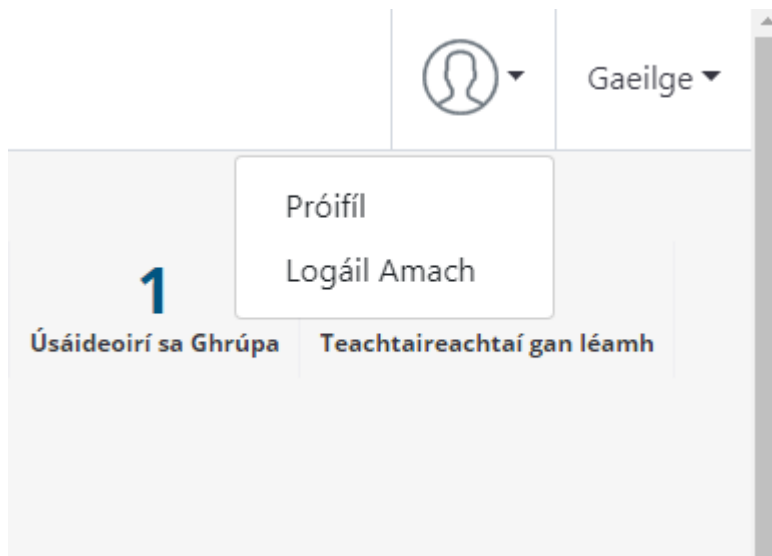 Gaeilge
Próifíl
Logáil Amach
1
Úsáideoirí sa Ghrúpa
Teachtaireachtaí gan léamh